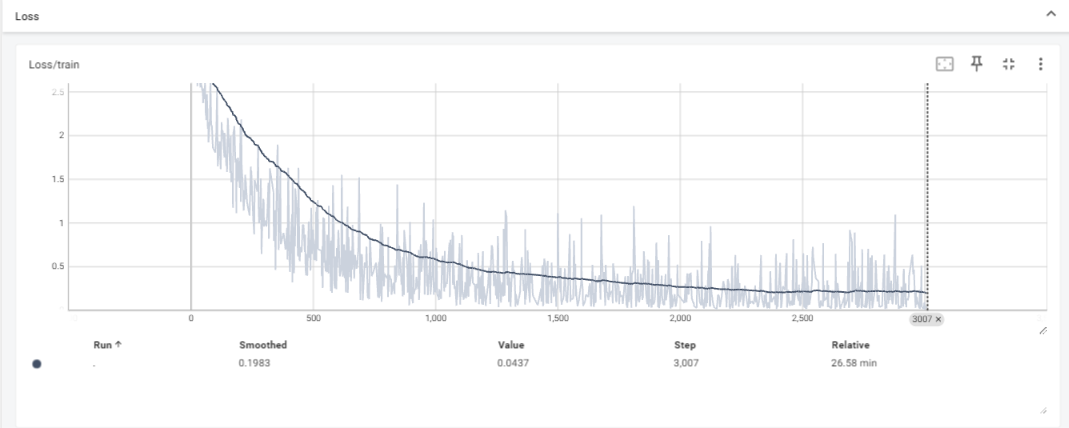 Loss
Loss/train
2.5
2
1.5
1
0.5
0 500 1,000 1,500 2,000 2,500 3007 ×
Run ↑ Smoothed Value Step Relative
. 0.1983 0.0437 3,007 26.58 min